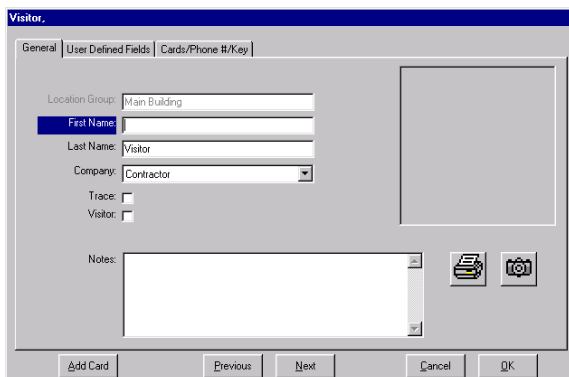 Visitor,
General User Defined Fields Cards/Phone #/Key
Location Group: Main Building
First Name:
Last Name: Visitor
Company: Contractor
Trace:
Visitor:
Notes:
Add Card Previous Next Cancel OK